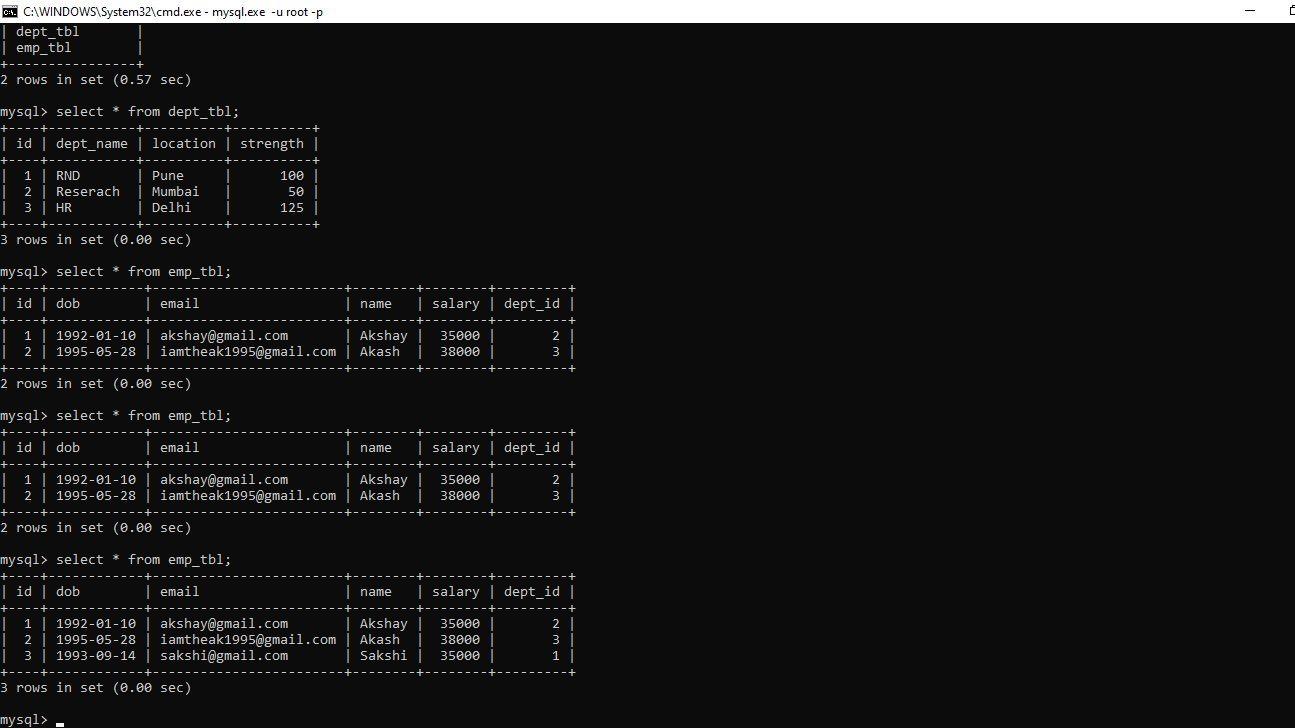 C:\WINDOWS\System32\cmd.exe - mysql.exe  -u root -p
| dept_tbl       |
| emp_tbl        |
+----------------+
2 rows in set (0.57 sec)

mysql> select * from dept_tbl;
+----+-----------+----------+----------+
| id | dept_name | location | strength |
+----+-----------+----------+----------+
|  1 | RND       | Pune     |      100 |
|  2 | Reserach  | Mumbai   |       50 |
|  3 | HR        | Delhi    |      125 |
+----+-----------+----------+----------+
3 rows in set (0.00 sec)

mysql> select * from emp_tbl;
+----+------------+------------------------+--------+--------+---------+
| id | dob        | email                  | name   | salary | dept_id |
+----+------------+------------------------+--------+--------+---------+
|  1 | 1992-01-10 | akshay@gmail.com       | Akshay |  35000 |       2 |
|  2 | 1995-05-28 | iamtheak1995@gmail.com | Akash  |  38000 |       3 |
+----+------------+------------------------+--------+--------+---------+
2 rows in set (0.00 sec)

mysql> select * from emp_tbl;
+----+------------+------------------------+--------+--------+---------+
| id | dob        | email                  | name   | salary | dept_id |
+----+------------+------------------------+--------+--------+---------+
|  1 | 1992-01-10 | akshay@gmail.com       | Akshay |  35000 |       2 |
|  2 | 1995-05-28 | iamtheak1995@gmail.com | Akash  |  38000 |       3 |
+----+------------+------------------------+--------+--------+---------+
2 rows in set (0.00 sec)

mysql> select * from emp_tbl;
+----+------------+------------------------+--------+--------+---------+
| id | dob        | email                  | name   | salary | dept_id |
+----+------------+------------------------+--------+--------+---------+
|  1 | 1992-01-10 | akshay@gmail.com       | Akshay |  35000 |       2 |
|  2 | 1995-05-28 | iamtheak1995@gmail.com | Akash  |  38000 |       3 |
|  3 | 1993-09-14 | sakshi@gmail.com       | Sakshi |  35000 |       1 |
+----+------------+------------------------+--------+--------+---------+
3 rows in set (0.00 sec)

mysql> _